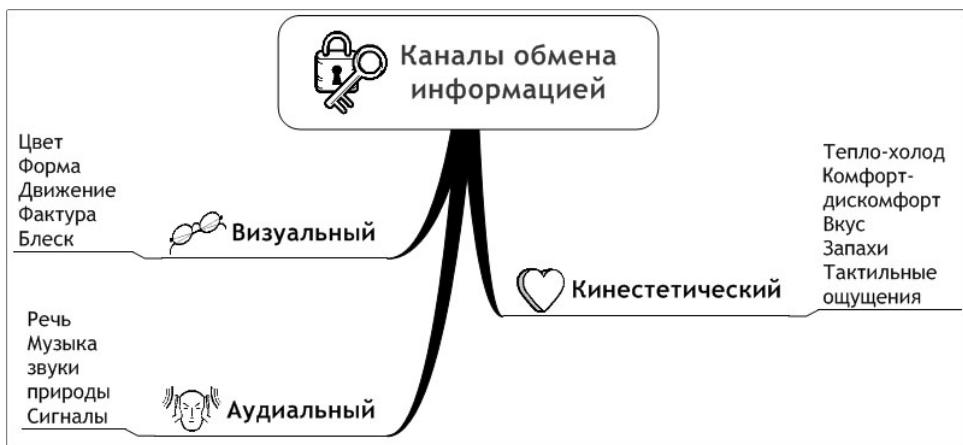 Каналы обмена
информацией
Цвет
Форма
Движение
Фактура
Блеск
Визуальный
Тепло-холод
Комфорт-
дискомфорт
Вкус
Запахи
Тактильные
ощущения
Кинестетический
Речь
Музыка
звуки
природы
Сигналы
Аудиальный